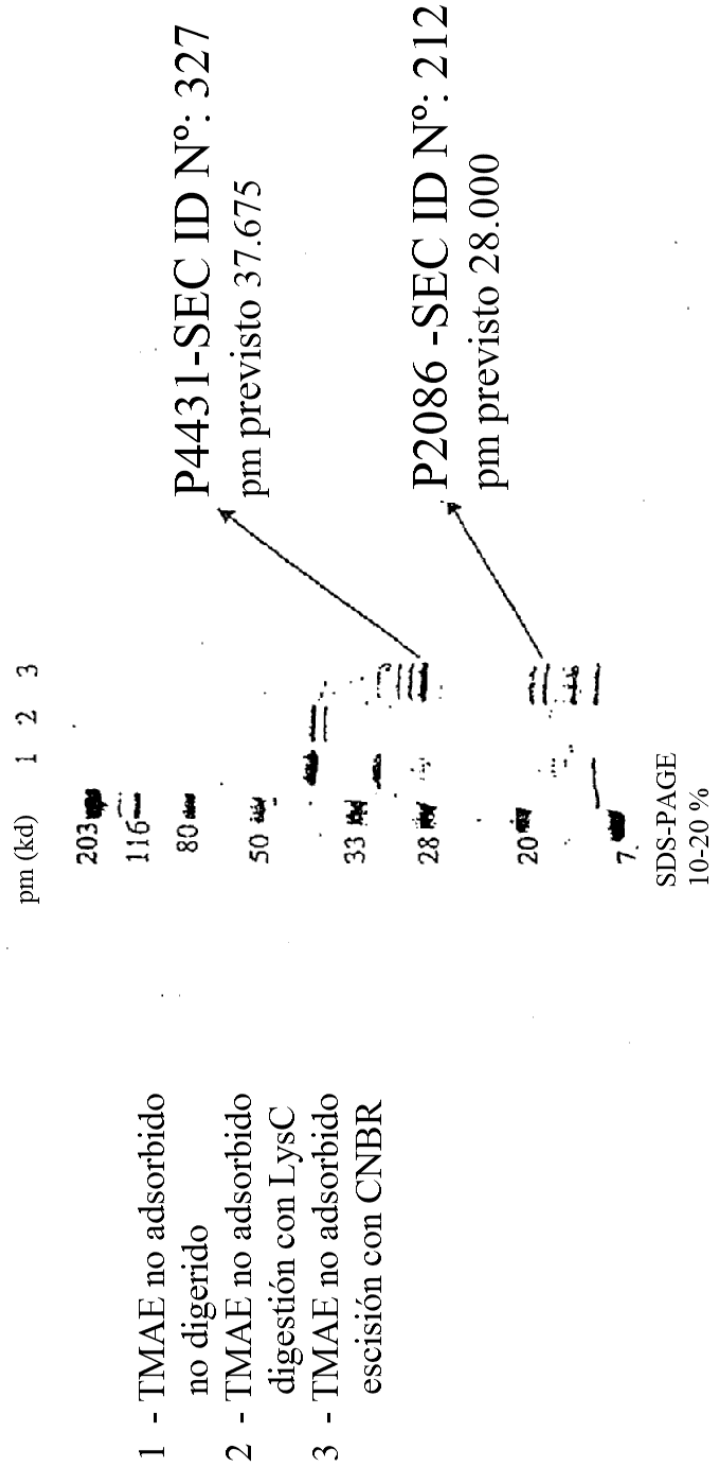 1 - TMAE no adsorbido
no digerido
2 - TMAE no adsorbido
digestión con LysC
3 - TMAE no adsorbido
escisión con CNBR
pm (kd) 1 2 3
203
116
80
50
33
28
20
7
SDS-PAGE
10-20 %
P4431-SEC ID Nº: 327
pm previsto 37.675
P2086 -SEC ID Nº: 212
pm previsto 28.000